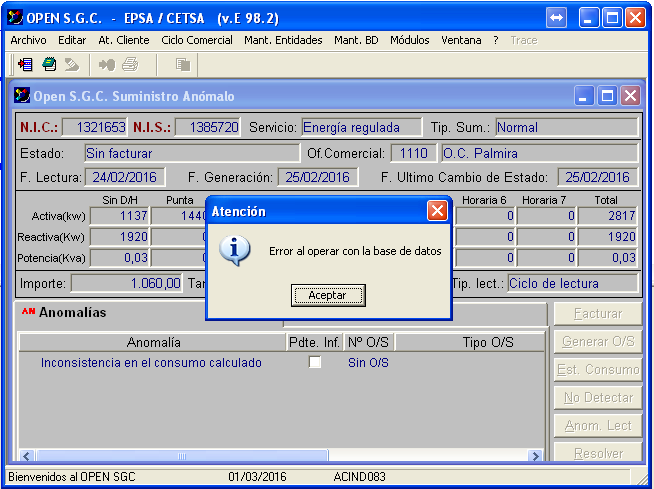 OPEN S.G.C. - EPSA / CETSA (v.E 98.2)
Archivo Editar At. Cliente Ciclo Comercial Mant. Entidades Mant. BD Módulos Ventana ? Trace
Open S.G.C. Suministro Anómalo
N.I.C.: 1321653 N.I.S.: 1385720 Servicio: Energía regulada Tip. Sum.: Normal
Estado: Sin facturar Of.Comercial: 1110 O.C. Palmira
F. Lectura: 24/02/2016 F. Generación: 25/02/2016 F. Ultimo Cambio de Estado: 25/02/2016
Sin D/H Punta Horaria 6 Horaria 7 Total
Activa(kw) 1137 1440 0 0 2817
Reactiva(Kw) 1920 0 0 1920
Potencia(Kva) 0,03 0 0 0,03
Importe: 1.060,00 Tip. lect.: Ciclo de lectura
Atención
Error al operar con la base de datos
Aceptar
AN Anomalías
Anomalía Pdte. Inf. Nº O/S Tipo O/S
Inconsistencia en el consumo calculado Sin O/S
Facturar
Generar O/S
Est. Consumo
No Detectar
Anom. Lect
Resolver
Bienvenidos al OPEN SGC 01/03/2016 ACIND083